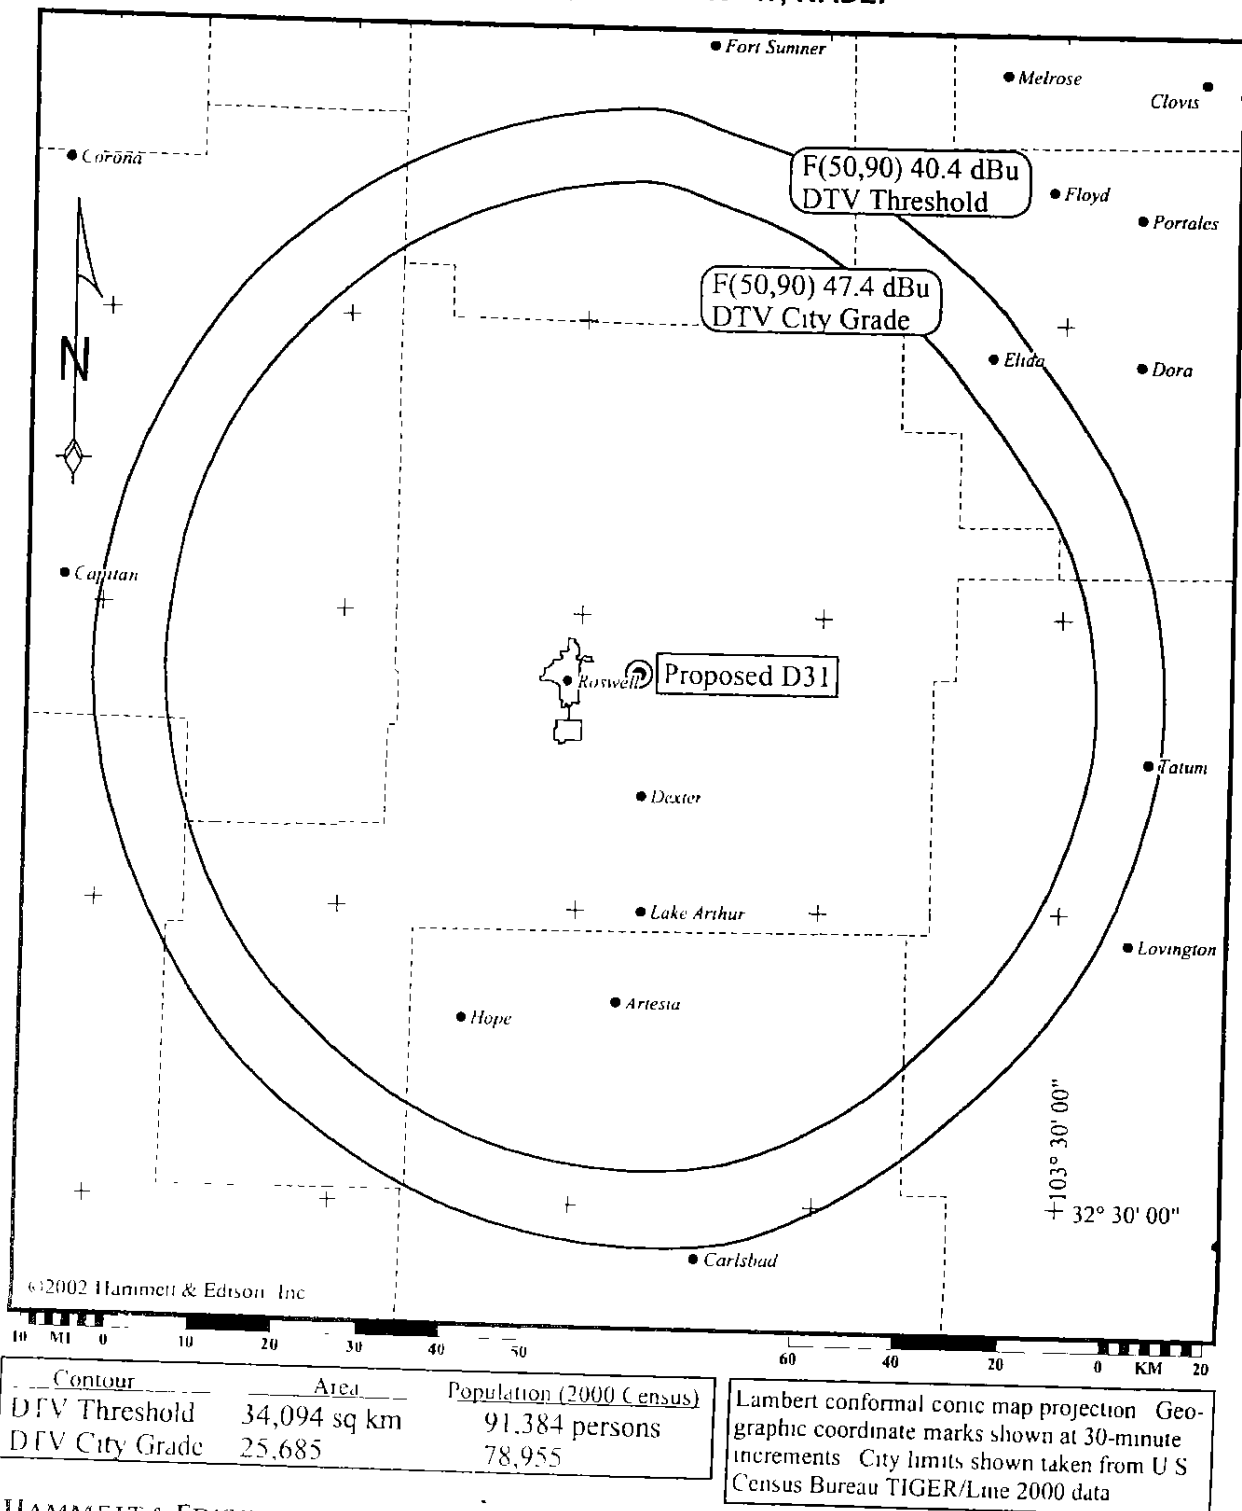 Fort Sumner
Melrose
Clovis
Corona
F(50,90) 40.4 dBu
DTV Threshold
Floyd
Portales
F(50,90) 47.4 dBu
DTV City Grade
N
Elida
Dora
Capitan
Roswell
Proposed D31
Tatum
Dexter
Lake Arthur
Lovington
Artesia
Hope
103° 30' 00"
32° 30' 00"
Carlsbad
©2002 Hammett & Edison Inc
10 MI 0 10 20 30 40 50
60 40 20 0 KM 20
Contour Area Population (2000 Census)
DTV Threshold 34,094 sq km 91,384 persons
DTV City Grade 25,685 78,955
Lambert conformal conic map projection Geo-
graphic coordinate marks shown at 30-minute
increments City limits shown taken from U S
Census Bureau TIGER/Line 2000 data